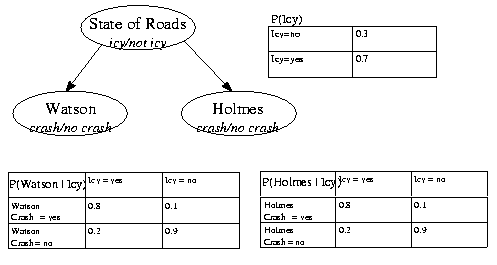 State of Roads
icy/not icy
P(Icy)
Icy=no 0.3
Icy=yes 0.7
Watson
crash/no crash
Holmes
crash/no crash
P(Watson | Icy) Icy = yes Icy = no
Watson 0.8 0.1
Crash = yes
Watson 0.2 0.9
Crash = no
P(Holmes | Icy) Icy = yes Icy = no
Holmes 0.8 0.1
Crash = yes
Holmes 0.2 0.9
Crash = no